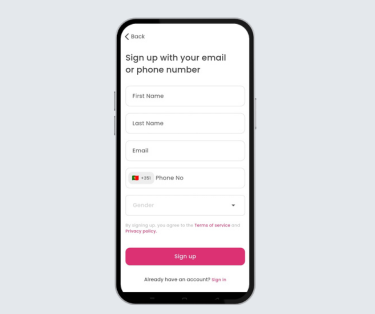 Back
Sign up with your email
or phone number
First Name
Last Name
Email
Phone No
Gender
By signing up, you agree to the Terms of service and
Privacy policy.
Sign up
Already have an account? Sign in